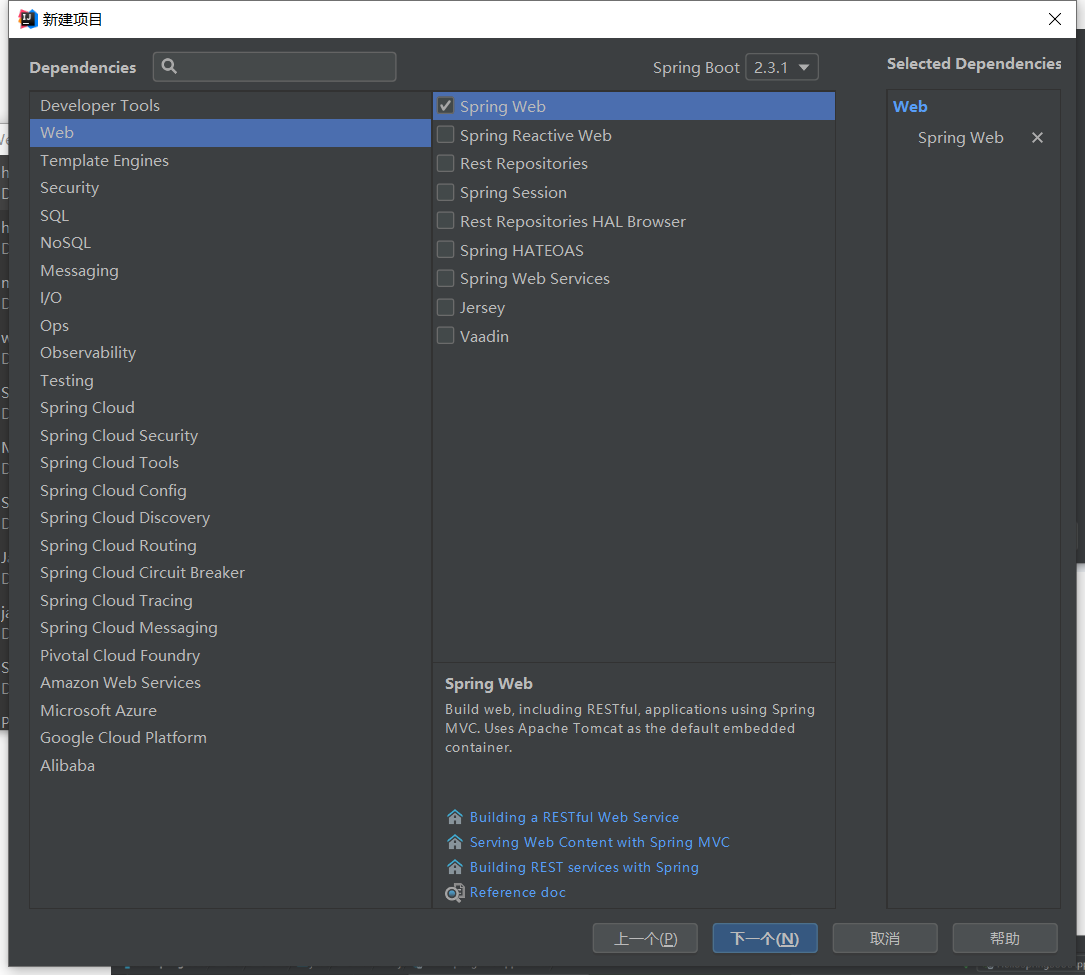 新建项目
Dependencies
Spring Boot 2.3.1
Selected Dependencies
Developer Tools
Web
Template Engines
Security
SQL
NoSQL
Messaging
I/O
Ops
Observability
Testing
Spring Cloud
Spring Cloud Security
Spring Cloud Tools
Spring Cloud Config
Spring Cloud Discovery
Spring Cloud Routing
Spring Cloud Circuit Breaker
Spring Cloud Tracing
Spring Cloud Messaging
Pivotal Cloud Foundry
Amazon Web Services
Microsoft Azure
Google Cloud Platform
Alibaba
Spring Web
Spring Reactive Web
Rest Repositories
Spring Session
Rest Repositories HAL Browser
Spring HATEOAS
Spring Web Services
Jersey
Vaadin
Spring Web
Build web, including RESTful, applications using Spring
MVC. Uses Apache Tomcat as the default embedded
container.
Building a RESTful Web Service
Serving Web Content with Spring MVC
Building REST services with Spring
Reference doc
Web
Spring Web
上一个(P)
下一个(N)
取消
帮助